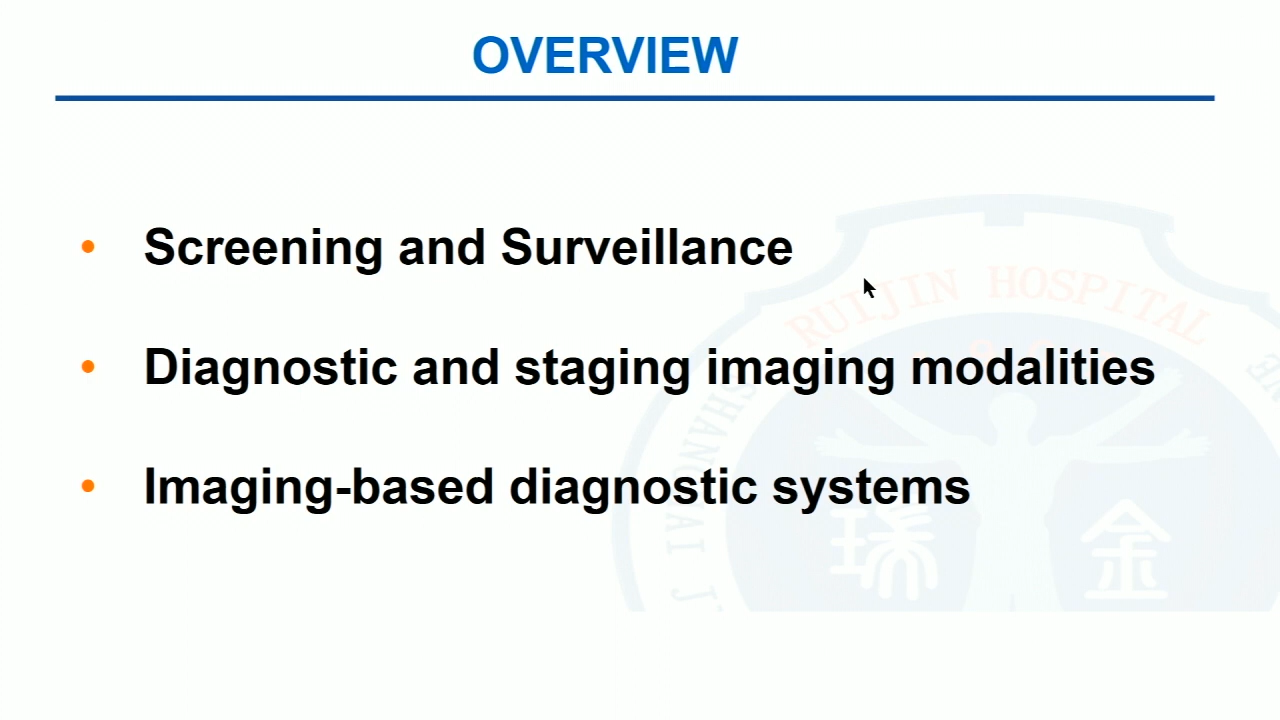 OVERVIEW
• Screening and Surveillance
• Diagnostic and staging imaging modalities
• Imaging-based diagnostic systems
RUIJIN HOSPITAL
瑞 金